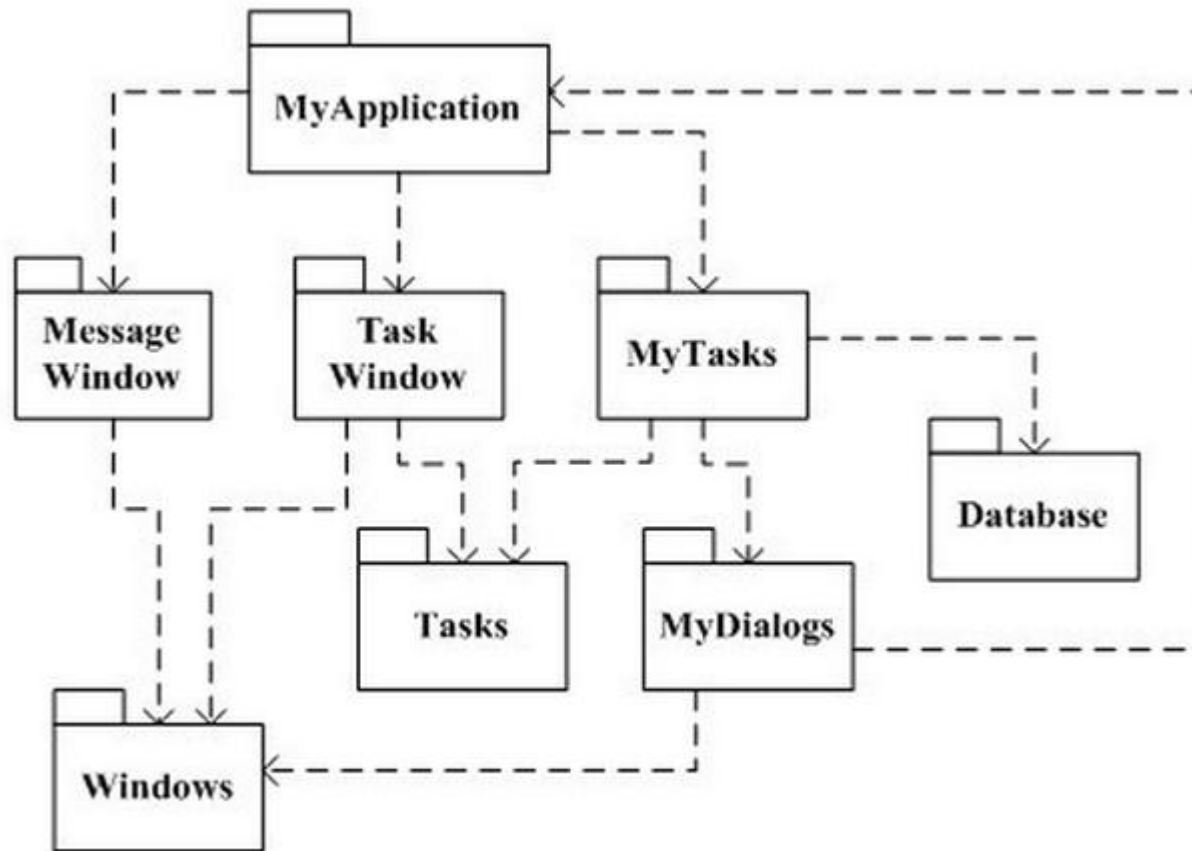 MyApplication
Message
Window
Task
Window
MyTasks
Database
Tasks
MyDialogs
Windows